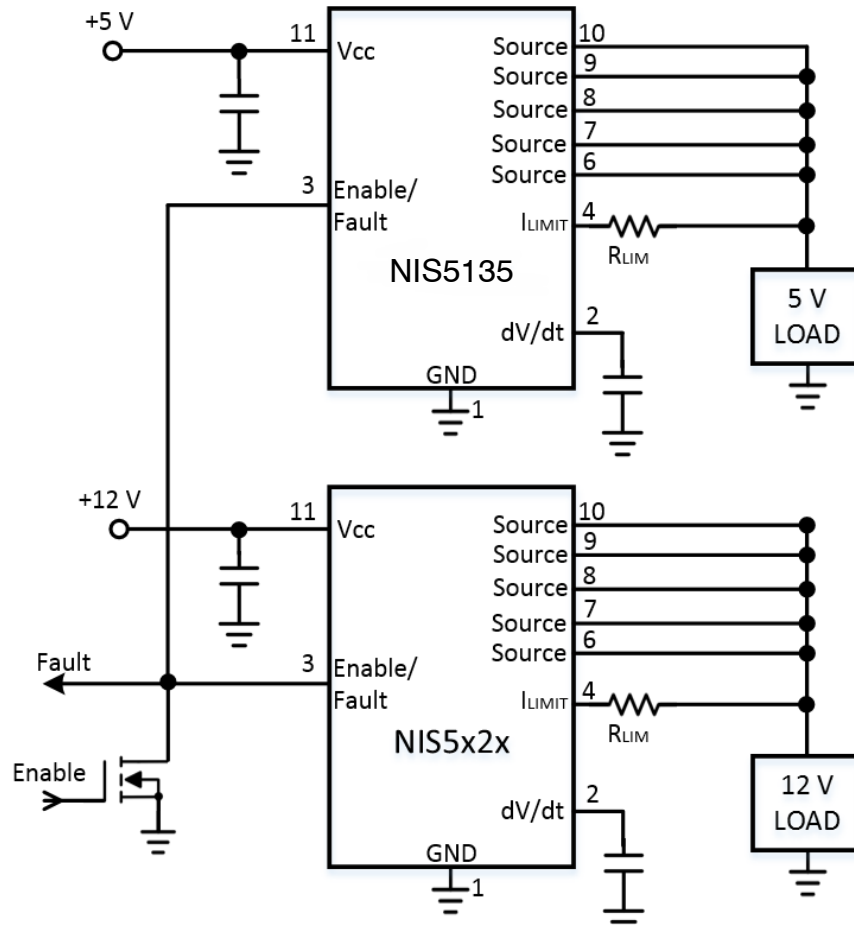 +5 V
11
Vcc
Source
10
Source
9
Source
8
Source
7
Source
6
3
Enable/
Fault
ILIMIT
4
RLIM
NIS5135
5 V
LOAD
dV/dt
2
GND
1
+12 V
11
Vcc
Source
10
Source
9
Source
8
Source
7
Source
6
Fault
3
Enable/
Fault
ILIMIT
4
RLIM
NIS5x2x
Enable
12 V
LOAD
dV/dt
2
GND
1